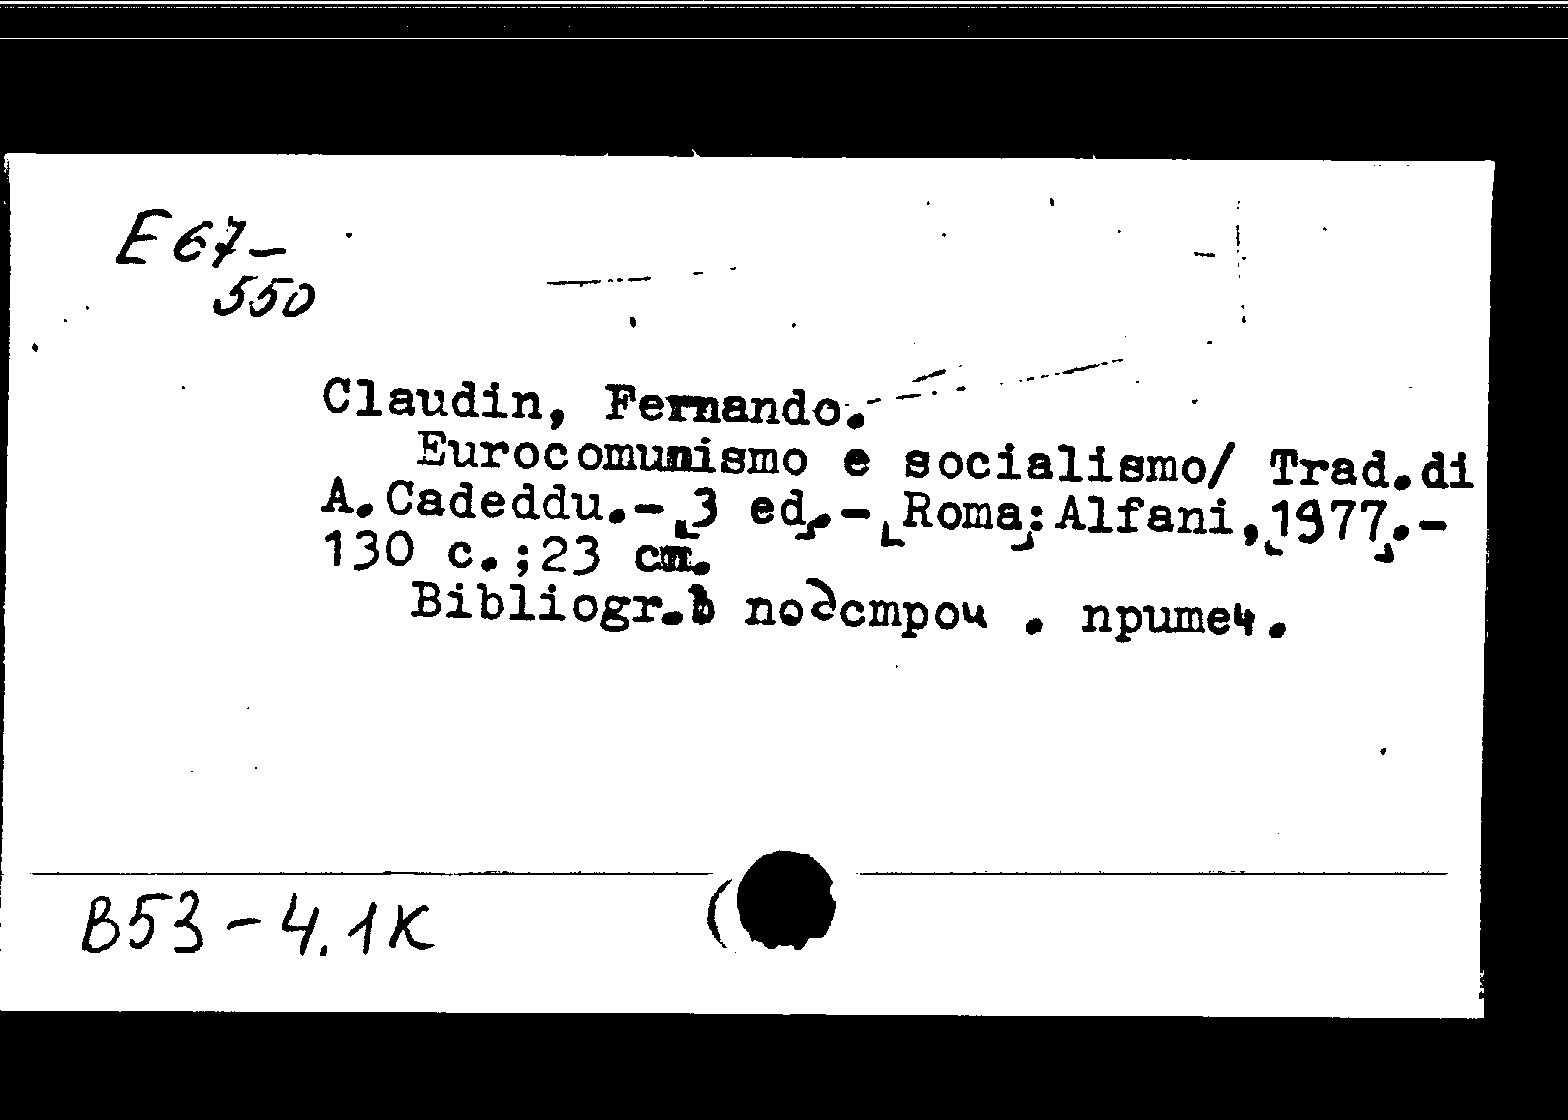 E 67-
550
Claudin, Fernando.
Eurocomunismo e socialismo/ Trad.di
A.Cadeddu.-[3 ed].-[Roma]:Alfani,[1977].-
130 c.;23 cm.
Bibliogr.в подстроч. примеч.
B53-4.1K